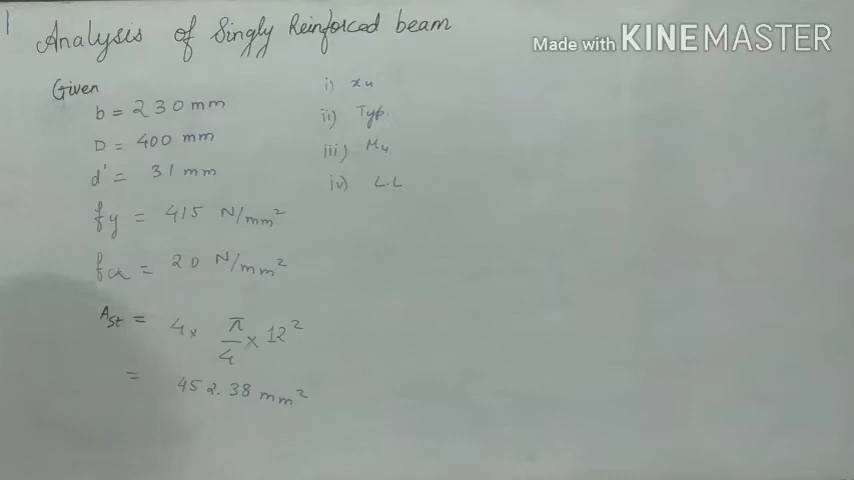 Analysis of Singly Reinforced beam
Made with KINEMASTER
Given
b = 230 mm
D = 400 mm
d' = 31 mm
fy = 415 N/mm²
fck = 20 N/mm²
Ast = 4 x π/4 x 12²
= 452.38 mm²
i) xu
ii) Typ.
iii) Mu
iv) L.L